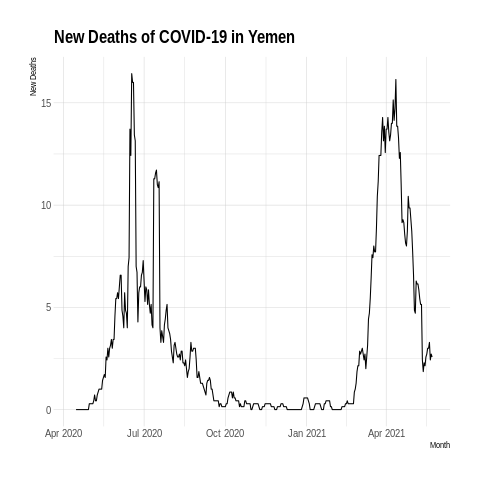 New Deaths of COVID-19 in Yemen
New Deaths
15
10
5
0
Apr 2020 Jul 2020 Oct 2020 Jan 2021 Apr 2021
Month